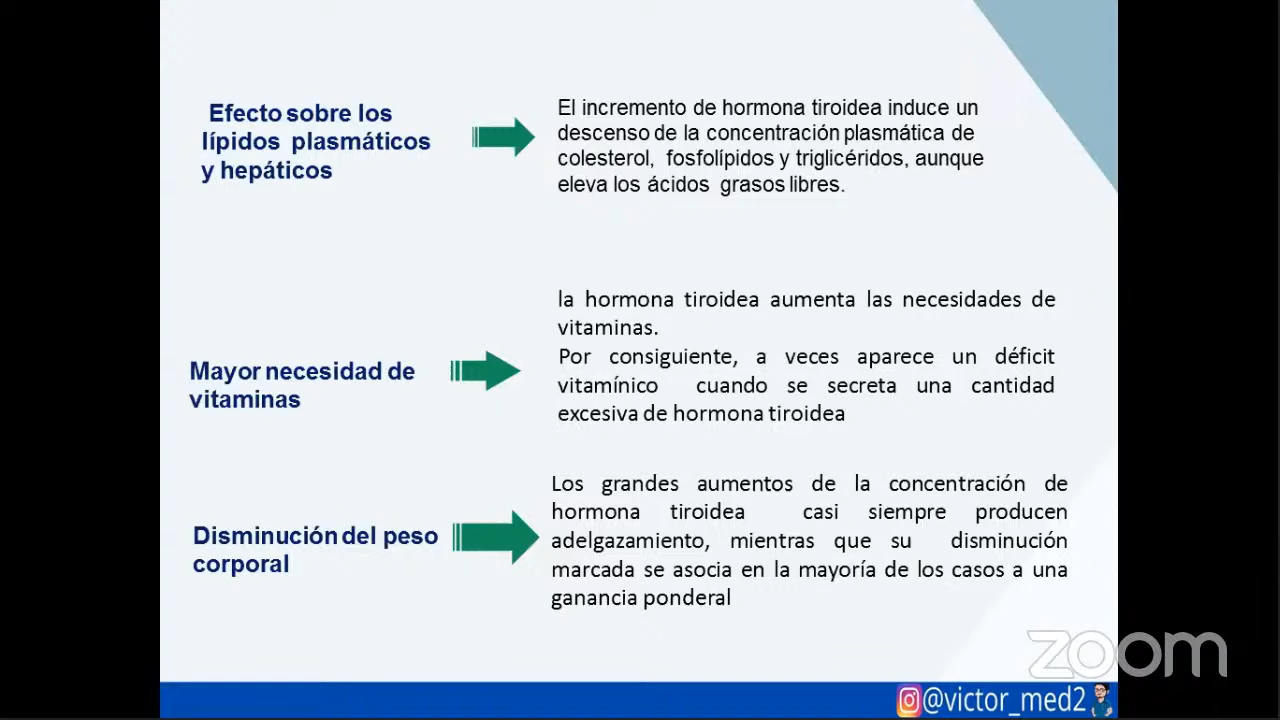 Efecto sobre los
lípidos plasmáticos
y hepáticos
El incremento de hormona tiroidea induce un
descenso de la concentración plasmática de
colesterol, fosfolípidos y triglicéridos, aunque
eleva los ácidos grasos libres.
Mayor necesidad de
vitaminas
la hormona tiroidea aumenta las necesidades de
vitaminas.
Por consiguiente, a veces aparece un déficit
vitamínico cuando se secreta una cantidad
excesiva de hormona tiroidea
Disminución del peso
corporal
Los grandes aumentos de la concentración de
hormona tiroidea casi siempre producen
adelgazamiento, mientras que su disminución
marcada se asocia en la mayoría de los casos a una
ganancia ponderal
zoom
@victor_med2